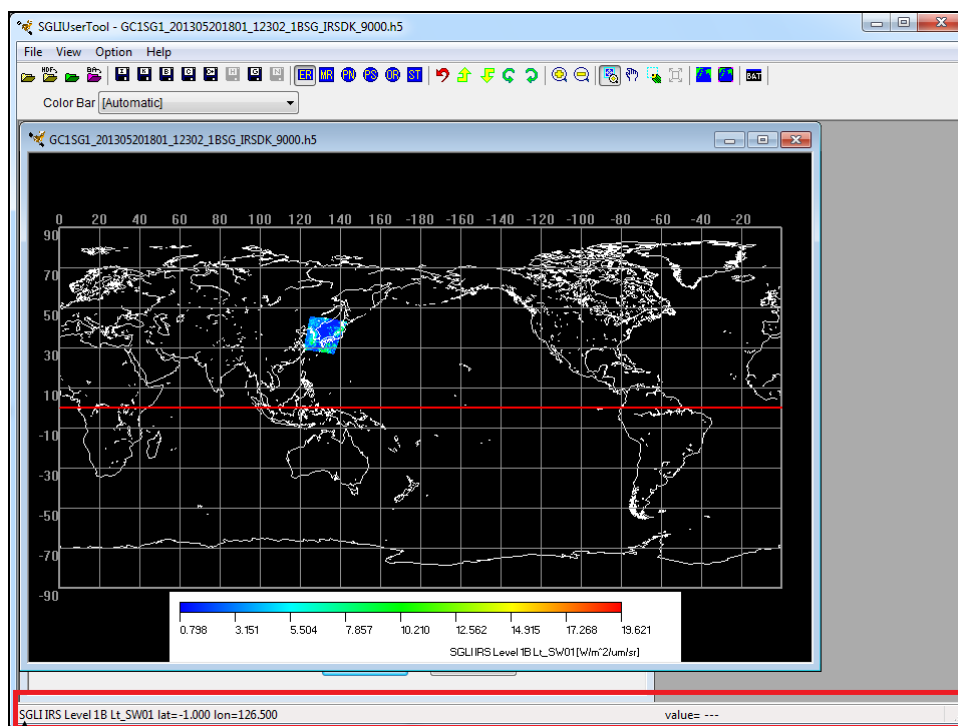 SGLIUserTool - GC1SG1_201305201801_12302_1BSG_IRSDK_9000.h5
File View Option Help
HDF- BA- ER MR PN PS OR ST BAT
Color Bar [Automatic]
GC1SG1_201305201801_12302_1BSG_IRSDK_9000.h5
0 20 40 60 80 100 120 140 160 -180 -160 -140 -120 -100 -80 -60 -40 -20
90
70
50
30
10
-10
-30
-50
-70
-90
0.798 3.151 5.504 7.857 10.210 12.562 14.915 17.268 19.621
SGLI IRS Level 1B Lt_SW01[W/m^2/um/sr]
SGLI IRS Level 1B Lt_SW01 lat=-1.000 lon=126.500 value= ---